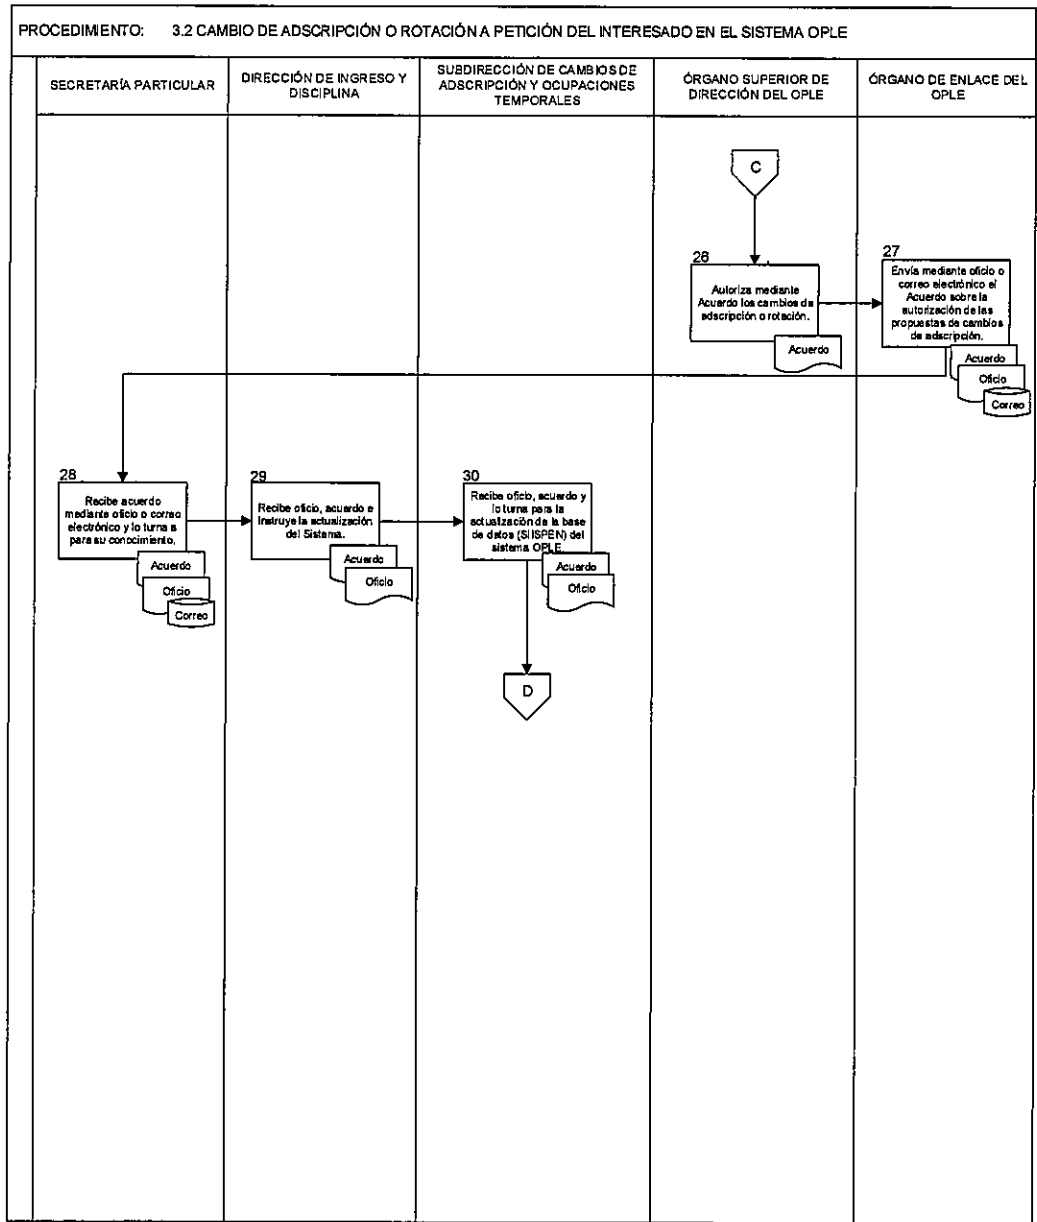 PROCEDIMIENTO: 3.2 CAMBIO DE ADSCRIPCIÓN O ROTACIÓN A PETICIÓN DEL INTERESADO EN EL SISTEMA OPLE
SECRETARÍA PARTICULAR
DIRECCIÓN DE INGRESO Y
DISCIPLINA
SUBDIRECCIÓN DE CAMBIOS DE
ADSCRIPCIÓN Y OCUPACIONES
TEMPORALES
ÓRGANO SUPERIOR DE
DIRECCIÓN DEL OPLE
ÓRGANO DE ENLACE DEL
OPLE
C
26
Autoriza mediante
Acuerdo los cambios de
adscripción o rotación.
Acuerdo
27
Envía mediante oficio o
correo electrónico el
Acuerdo sobre la
autorización de las
propuestas de cambios
de adscripción.
Acuerdo
Oficio
Correo
28
Recibe acuerdo
mediante oficio o correo
electrónico y lo turna a
para su conocimiento.
Acuerdo
Oficio
Correo
29
Recibe oficio, acuerdo e
Instruye la actualización
del Sistema.
Acuerdo
Oficio
30
Recibe oficio, acuerdo y
lo turna para la
actualización de la base
de datos (SIISPEN) del
sistema OPLE.
Acuerdo
Oficio
D